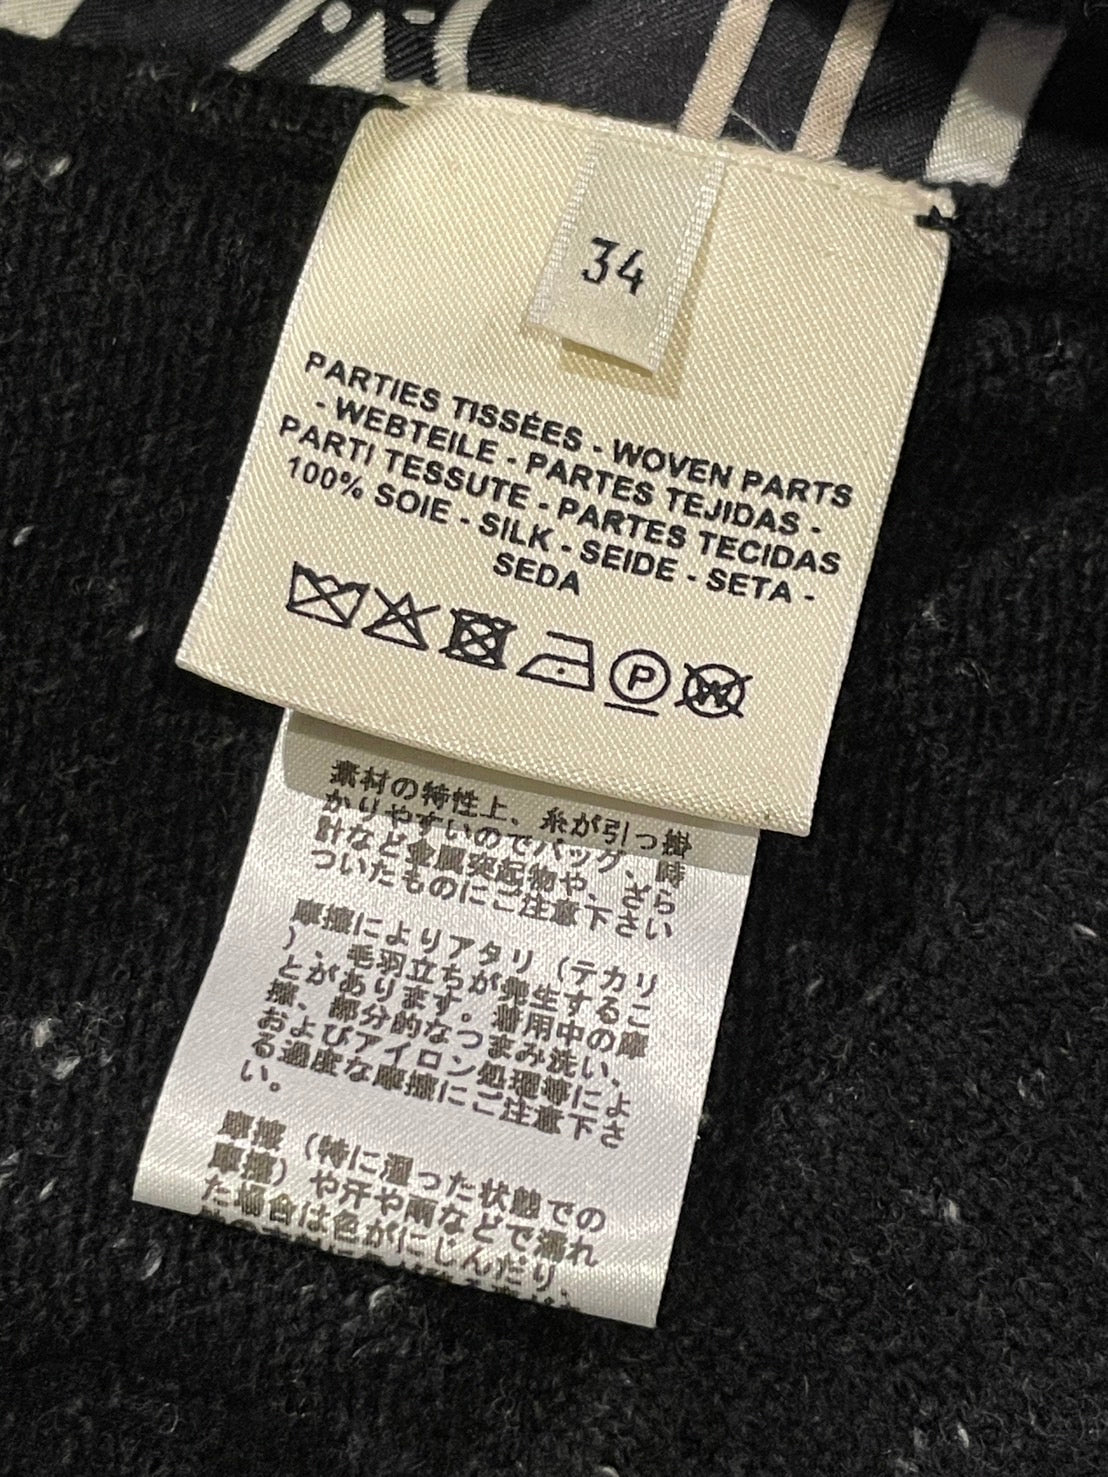 34
PARTIES TISSÉES - WOVEN PARTS
- WEBTEILE - PARTES TEJIDAS -
PARTI TESSUTE - PARTES TECIDAS
100% SOIE - SILK - SEIDE - SETA -
SEDA
P
W
素材の特性上、糸が引っ掛
かりやすいのでバッグ、時
計など金属突起物や、ざら
ついたものにご注意下さい
摩擦によりアタリ（テカリ
）、毛羽立ちが発生するこ
とがあります。着用中の摩
擦、部分的なつまみ洗い、
およびアイロン処理等によ
る過度な摩擦にご注意下さ
い。
摩擦（特に湿った状態での
摩擦）や汗や雨などで濡れ
た場合は色がにじんだり、